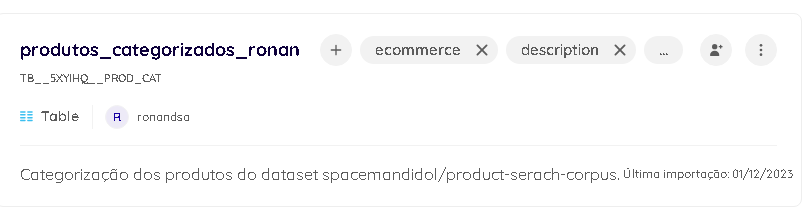 produtos_categorizados_ronan + ecommerce × description × ...
TB__5XYIHQ__PROD_CAT
Table R ronandsa
Categorização dos produtos do dataset spacemandidol/product-serach-corpus. Última importação: 01/12/2023